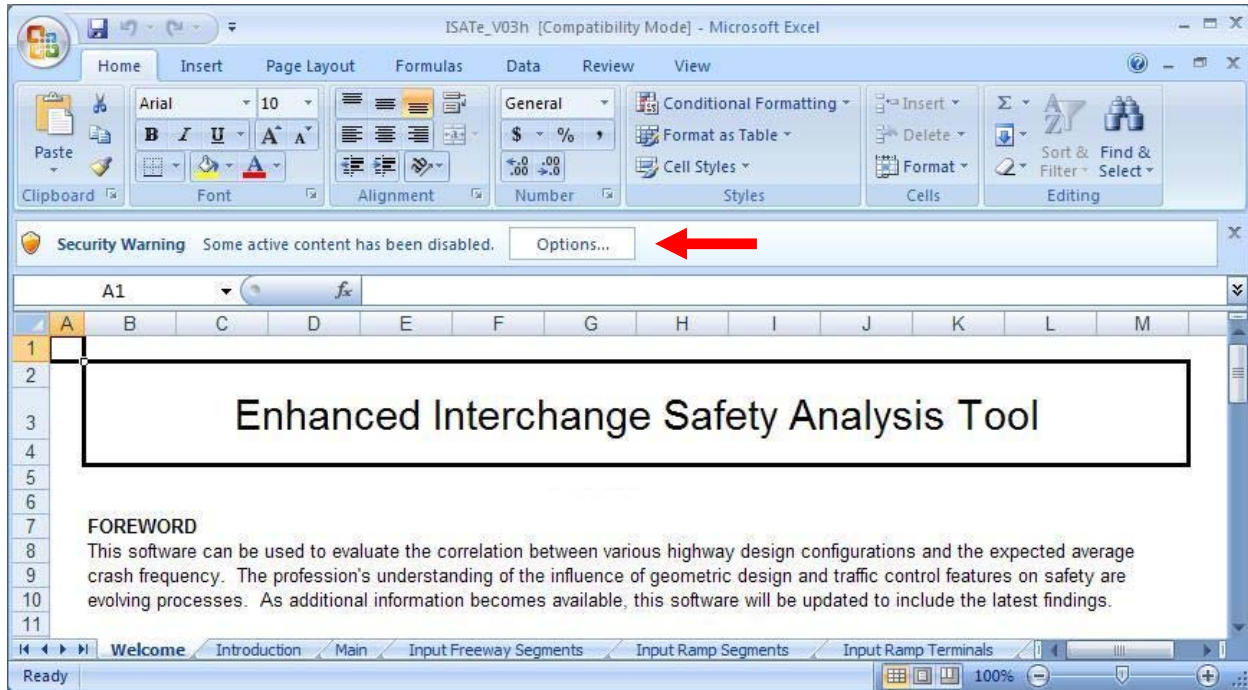 ISATe_V03h [Compatibility Mode] - Microsoft Excel
Home Insert Page Layout Formulas Data Review View
Paste
Arial 10
B I U A A
A
General
$ % ,
.0 .00
.00 .0
Conditional Formatting
Format as Table
Cell Styles
Insert
Delete
Format
Σ
Sort & Filter
Find & Select
Clipboard Font Alignment Number Styles Cells Editing
Security Warning Some active content has been disabled. Options...
A1 fx
A B C D E F G H I J K L M
1
2
3 Enhanced Interchange Safety Analysis Tool
4
5
6
7 FOREWORD
8 This software can be used to evaluate the correlation between various highway design configurations and the expected average
9 crash frequency. The profession's understanding of the influence of geometric design and traffic control features on safety are
10 evolving processes. As additional information becomes available, this software will be updated to include the latest findings.
11
Welcome Introduction Main Input Freeway Segments Input Ramp Segments Input Ramp Terminals
Ready 100%